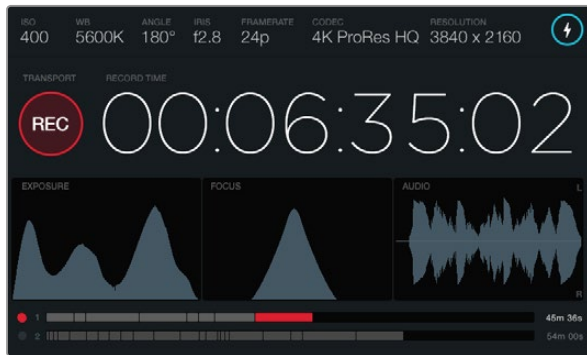 ISO WB ANGLE IRIS FRAMERATE CODEC RESOLUTION
400 5600K 180° f2.8 24p 4K ProRes HQ 3840 x 2160
TRANSPORT RECORD TIME
REC 00:06:35:02
EXPOSURE FOCUS AUDIO L
R
1 45m 36s
2 54m 00s